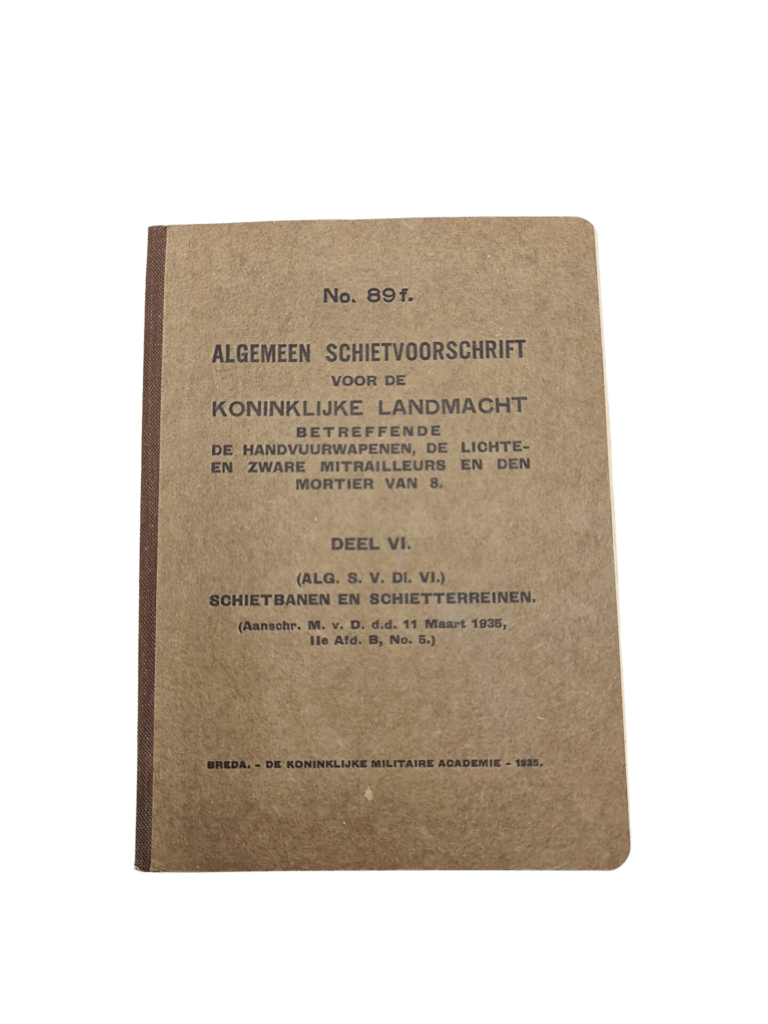 No. 89f.
ALGEMEEN SCHIETVOORSCHRIFT
VOOR DE
KONINKLIJKE LANDMACHT
BETREFFENDE
DE HANDVUURWAPENEN, DE LICHTE-
EN ZWARE MITRAILLEURS EN DEN
MORTIER VAN 8.
DEEL VI.
(ALG. S. V. Dl. VI.)
SCHIETBANEN EN SCHIETTERREINEN.
(Aanschr. M. v. D. d.d. 11 Maart 1935,
IIe Afd. B, No. 5.)
BREDA. - DE KONINKLIJKE MILITAIRE ACADEMIE - 1935.